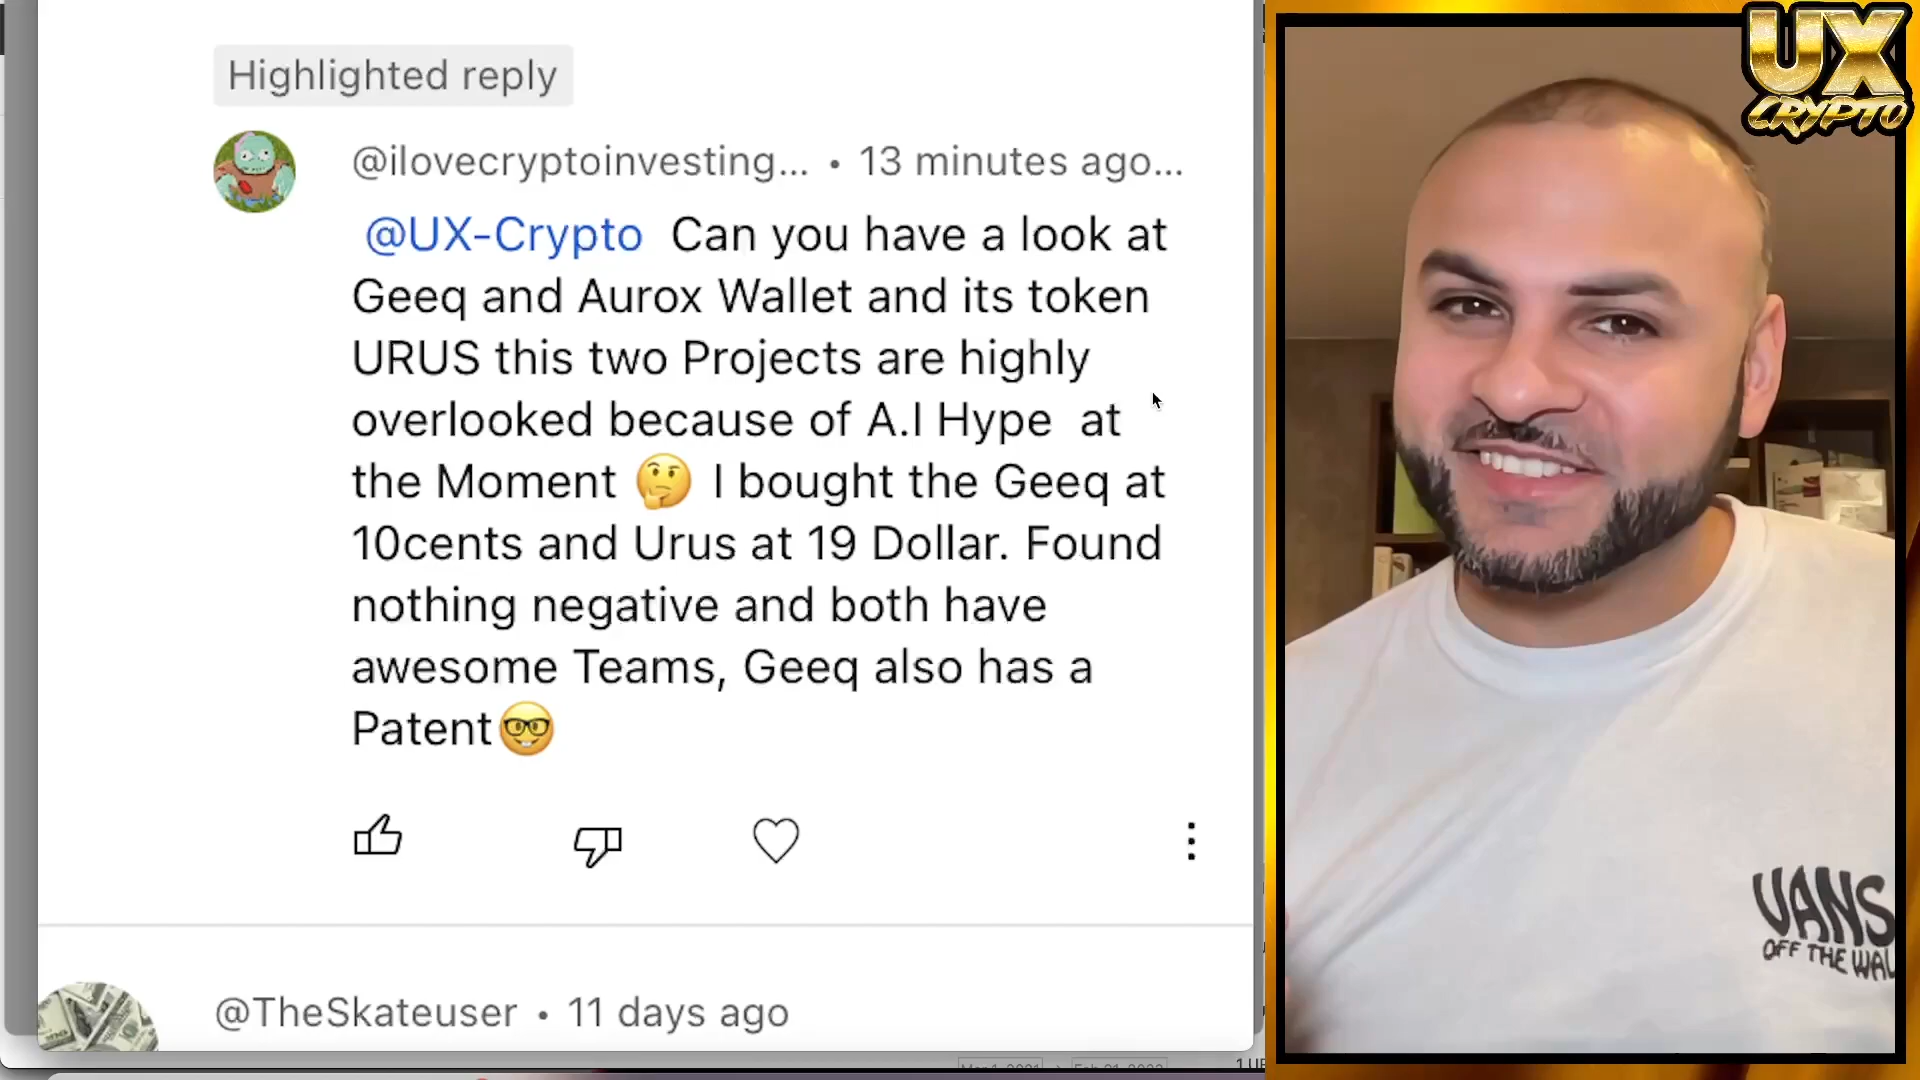 Highlighted reply
@ilovecryptoinvesting... • 13 minutes ago...
@UX-Crypto Can you have a look at
Geeq and Aurox Wallet and its token
URUS this two Projects are highly
overlooked because of A.I Hype at
the Moment 🤔 I bought the Geeq at
10cents and Urus at 19 Dollar. Found
nothing negative and both have
awesome Teams, Geeq also has a
Patent🤓
@TheSkateuser • 11 days ago
UX
CRYPTO
VANS
OFF THE WAL